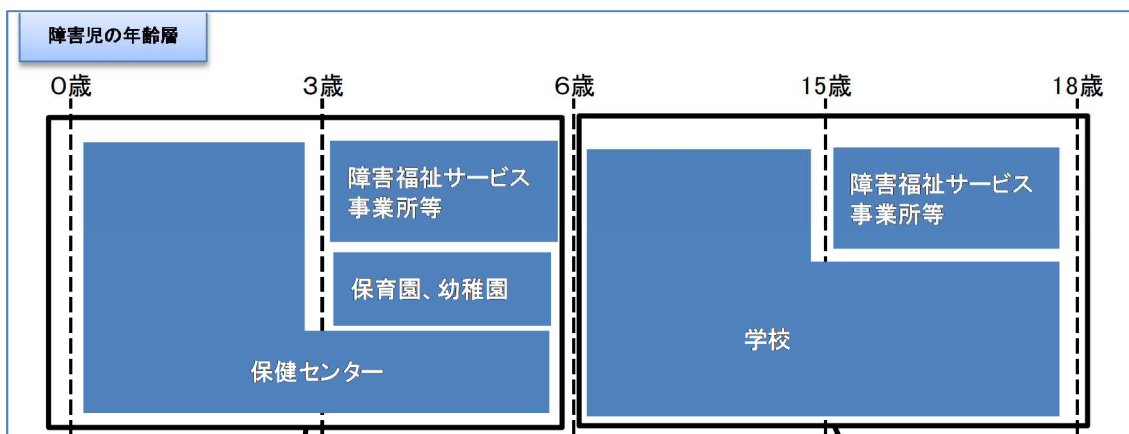 障害児の年齢層
0歳
3歳
6歳
15歳
18歳
障害福祉サービス
事業所等
保育園、幼稚園
保健センター
障害福祉サービス
事業所等
学校